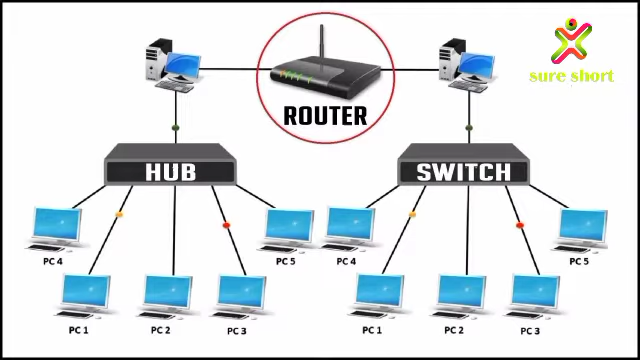 sure short
ROUTER
HUB
SWITCH
PC 4
PC 5
PC 4
PC 5
PC 1
PC 2
PC 3
PC 1
PC 2
PC 3